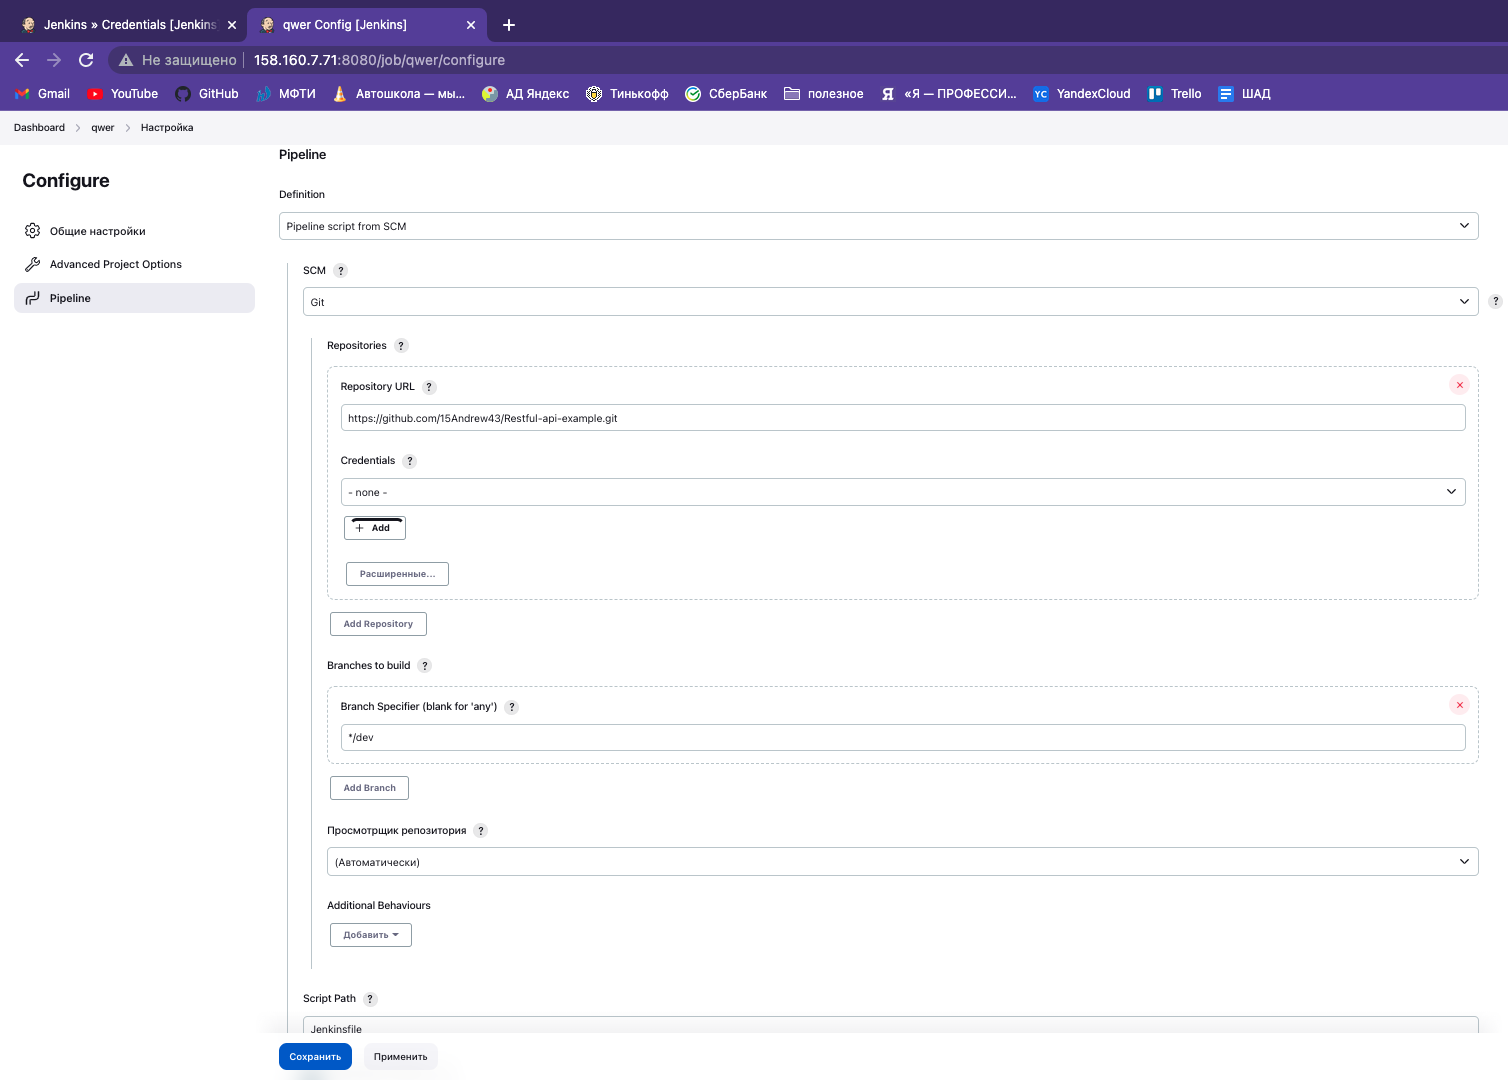 Jenkins » Credentials [Jenkins
qwer Config [Jenkins]
Не защищено 158.160.7.71:8080/job/qwer/configure
Gmail YouTube GitHub МФТИ Автошкола — мы... АД Яндекс Тинькофф СберБанк полезное «Я — ПРОФЕССИ... YandexCloud Trello ШАД
Dashboard qwer Настройка
Configure
Общие настройки
Advanced Project Options
Pipeline
Pipeline
Definition
Pipeline script from SCM
SCM ?
Git
?
Repositories ?
Repository URL ?
https://github.com/15Andrew43/Restful-api-example.git
Credentials ?
- none -
+ Add
Расширенные...
Add Repository
Branches to build ?
Branch Specifier (blank for 'any') ?
*/dev
Add Branch
Просмотрщик репозитория ?
(Автоматически)
Additional Behaviours
Добавить
Script Path ?
Jenkinsfile
Сохранить Применить